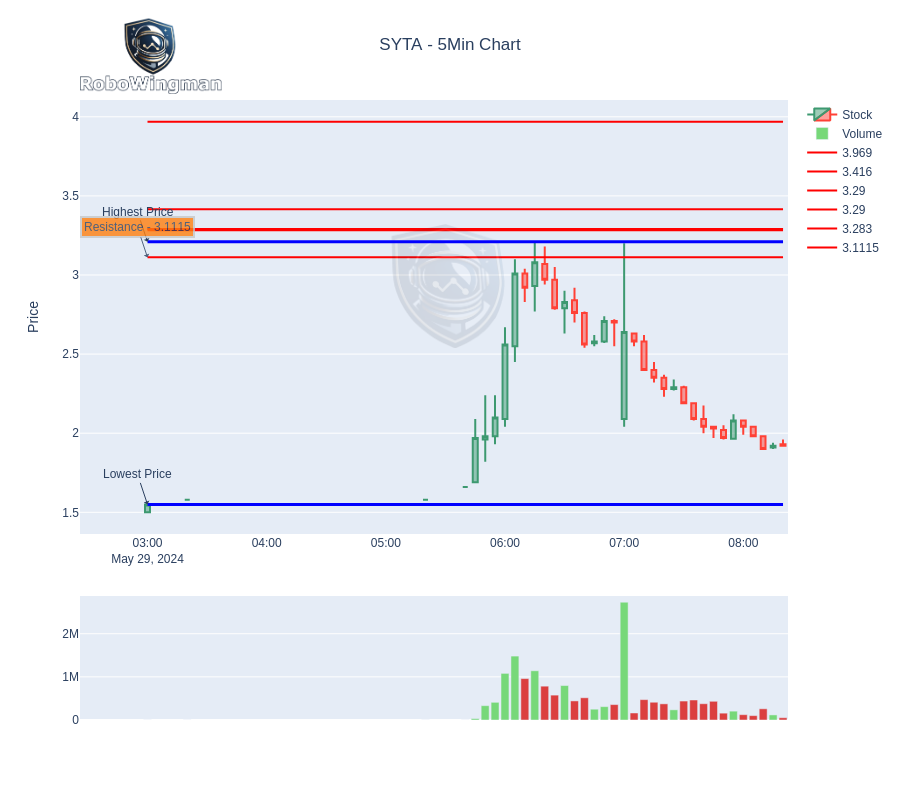 RoboWingman
SYTA - 5Min Chart
4
3.5
3
2.5
2
1.5
Price
Highest Price
Resistance - 3.1115
Lowest Price
03:00
04:00
05:00
06:00
07:00
08:00
May 29, 2024
2M
1M
0
Stock
Volume
3.969
3.416
3.29
3.29
3.283
3.1115